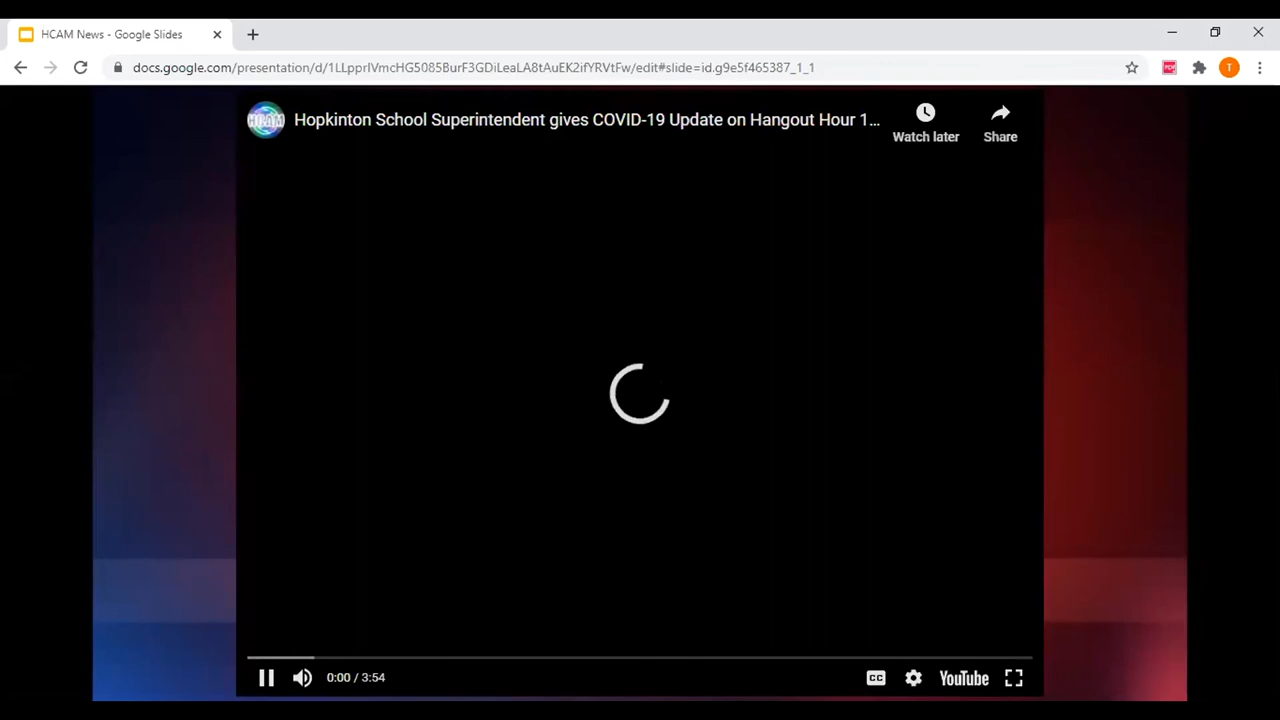 HCAM News - Google Slides
docs.google.com/presentation/d/1LLpprIVmcHG5085BurF3GDiLeaLA8tAuEK2ifYRVtFw/edit#slide=id.g9e5f465387_1_1
PDF
T
HCAM
Hopkinton School Superintendent gives COVID-19 Update on Hangout Hour 1...
Watch later
Share
0:00 / 3:54
CC
YouTube